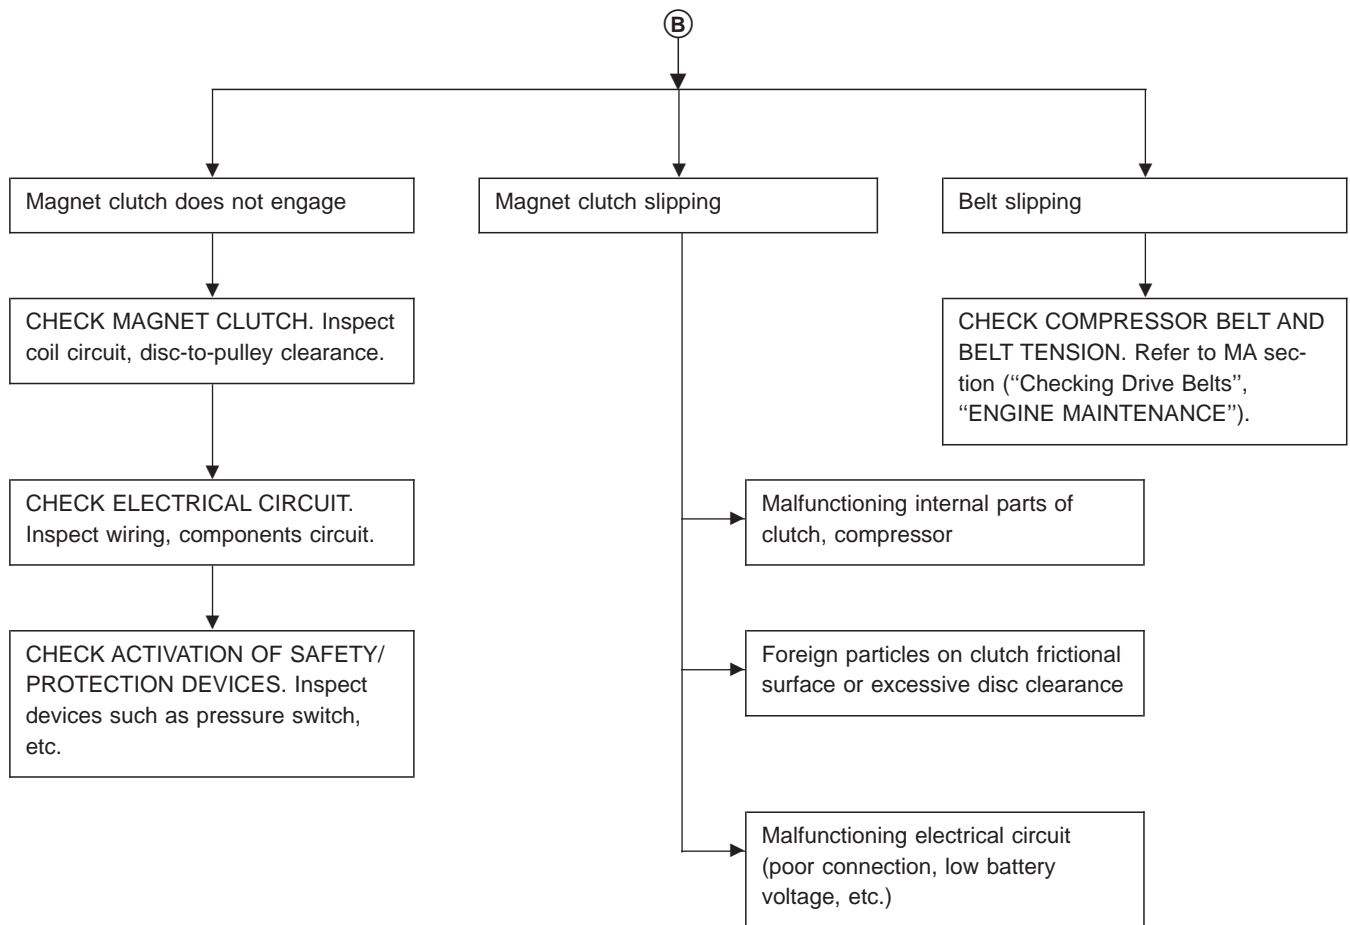 B
Magnet clutch does not engage
Magnet clutch slipping
Belt slipping
CHECK MAGNET CLUTCH. Inspect
coil circuit, disc-to-pulley clearance.
CHECK COMPRESSOR BELT AND
BELT TENSION. Refer to MA sec-
tion (‘‘Checking Drive Belts’’,
‘‘ENGINE MAINTENANCE’’).
CHECK ELECTRICAL CIRCUIT.
Inspect wiring, components circuit.
Malfunctioning internal parts of
clutch, compressor
CHECK ACTIVATION OF SAFETY/
PROTECTION DEVICES. Inspect
devices such as pressure switch,
etc.
Foreign particles on clutch frictional
surface or excessive disc clearance
Malfunctioning electrical circuit
(poor connection, low battery
voltage, etc.)